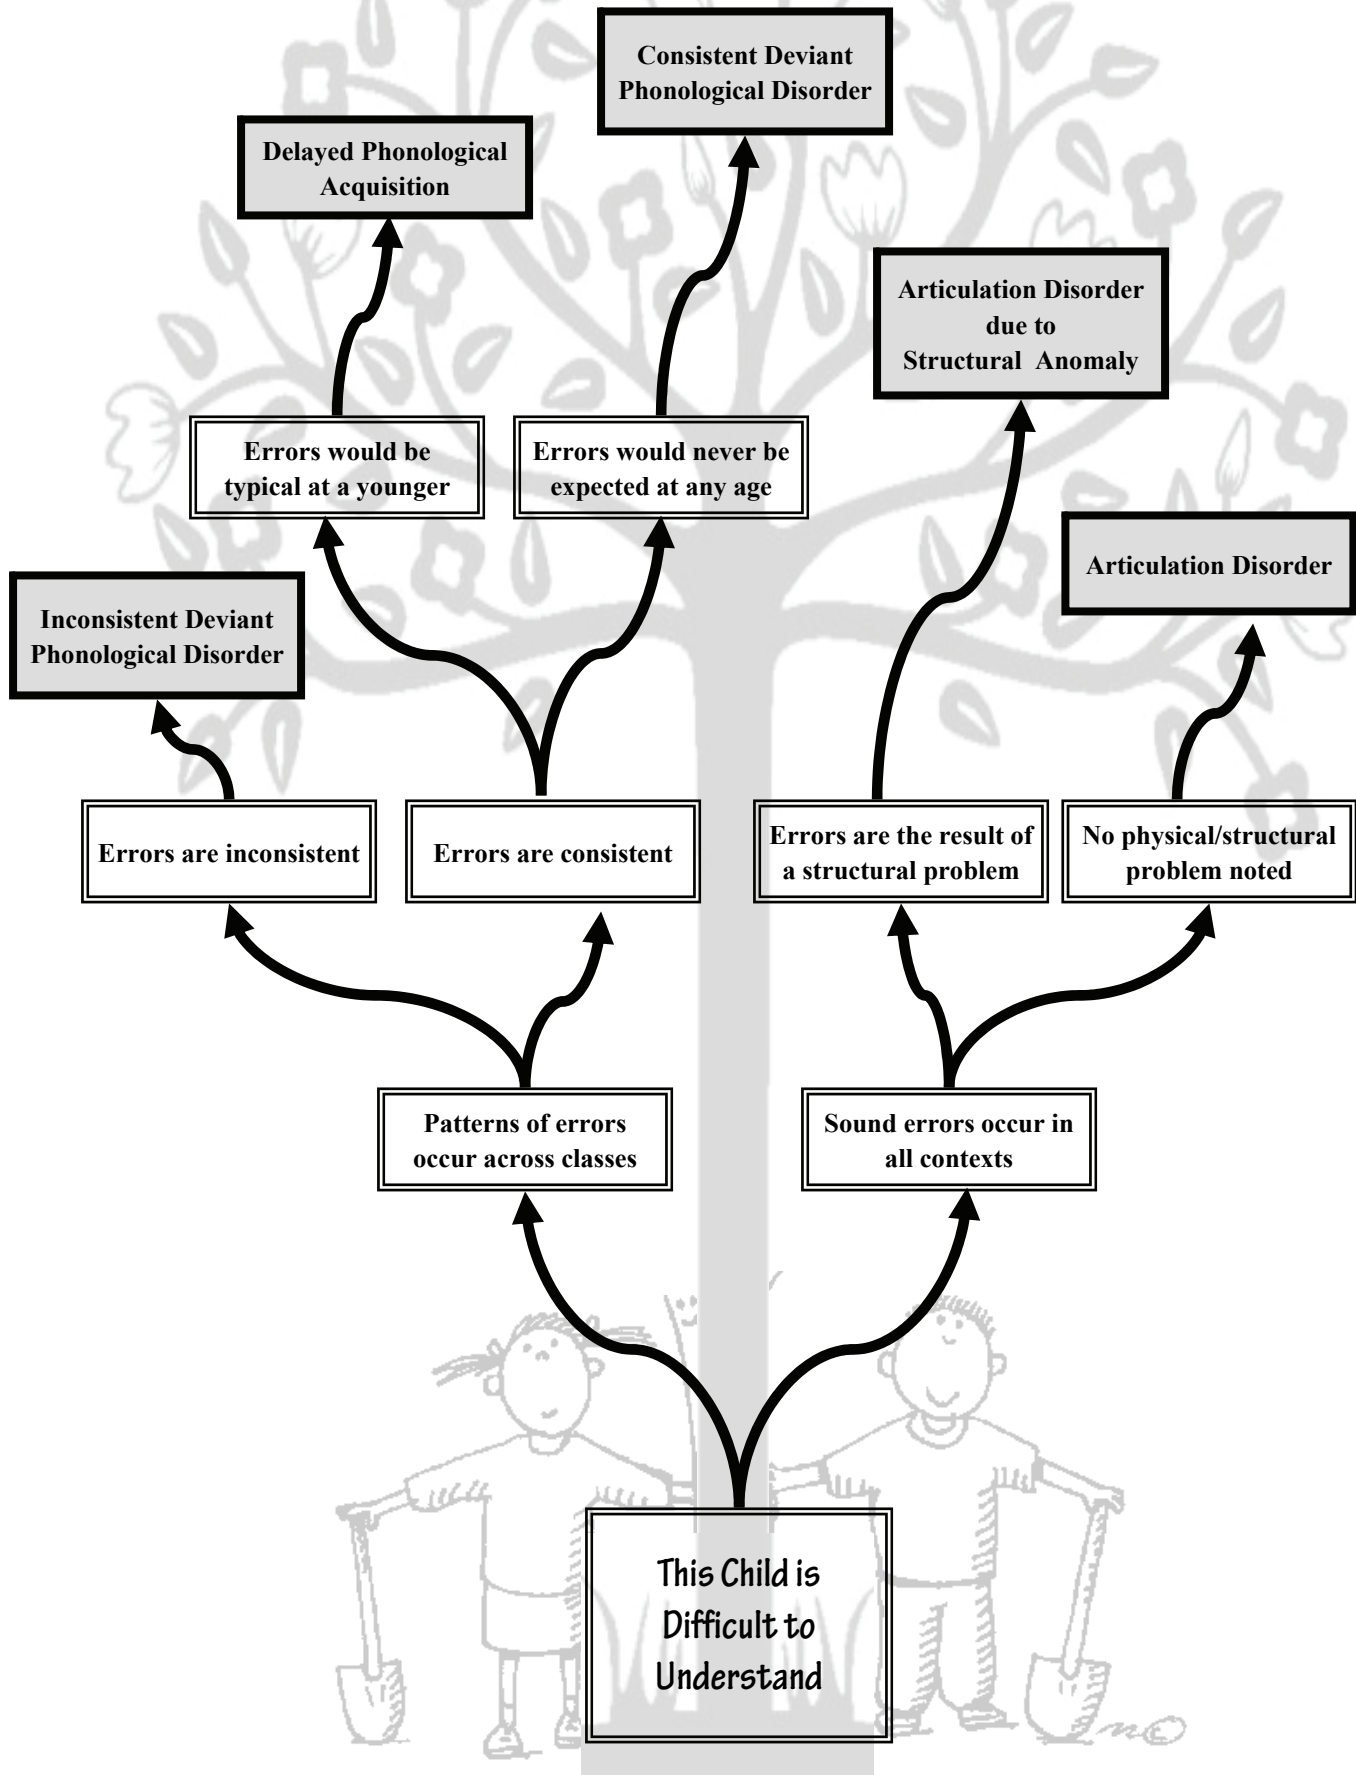 Consistent Deviant
Phonological Disorder
Delayed Phonological
Acquisition
Articulation Disorder
due to
Structural Anomaly
Errors would be
typical at a younger
Errors would never be
expected at any age
Articulation Disorder
Inconsistent Deviant
Phonological Disorder
Errors are inconsistent
Errors are consistent
Errors are the result of
a structural problem
No physical/structural
problem noted
Patterns of errors
occur across classes
Sound errors occur in
all contexts
This Child is
Difficult to
Understand